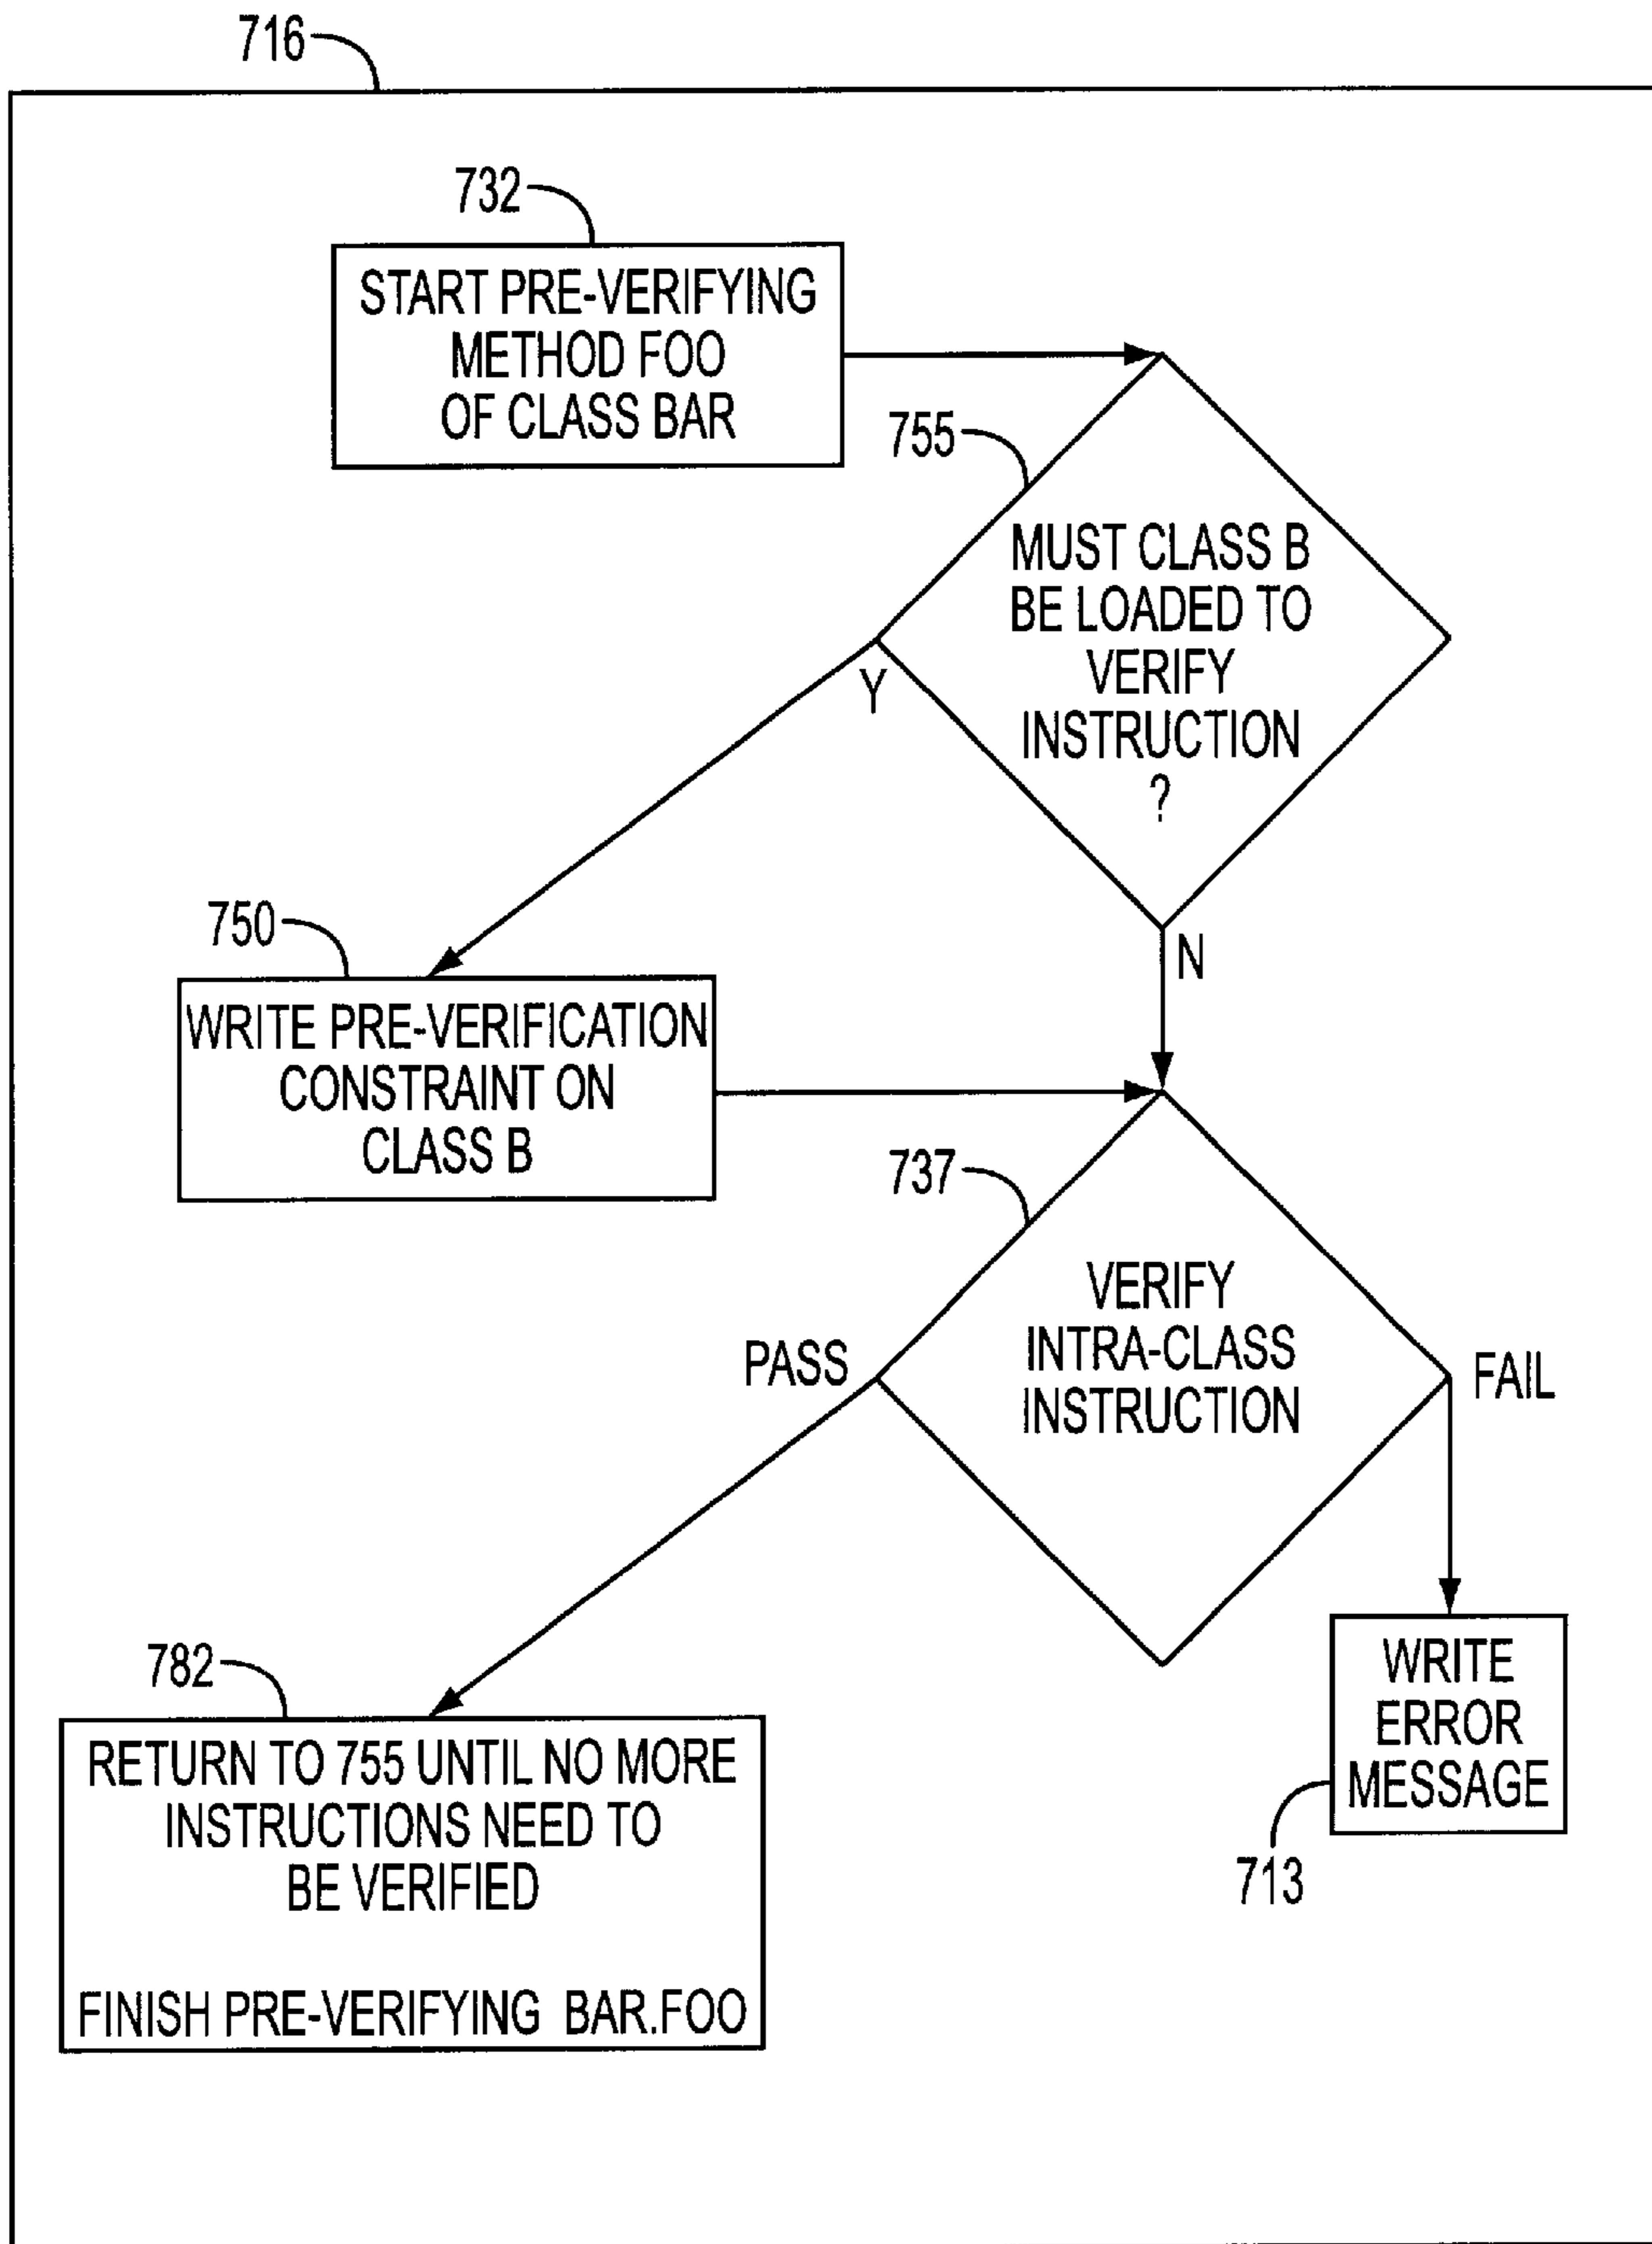 716
732
START PRE-VERIFYING
METHOD FOO
OF CLASS BAR
755
MUST CLASS B
BE LOADED TO
VERIFY
INSTRUCTION
?
Y
N
750
WRITE PRE-VERIFICATION
CONSTRAINT ON
CLASS B
737
VERIFY
INTRA-CLASS
INSTRUCTION
PASS
FAIL
782
RETURN TO 755 UNTIL NO MORE
INSTRUCTIONS NEED TO
BE VERIFIED
FINISH PRE-VERIFYING BAR.FOO
WRITE
ERROR
MESSAGE
713